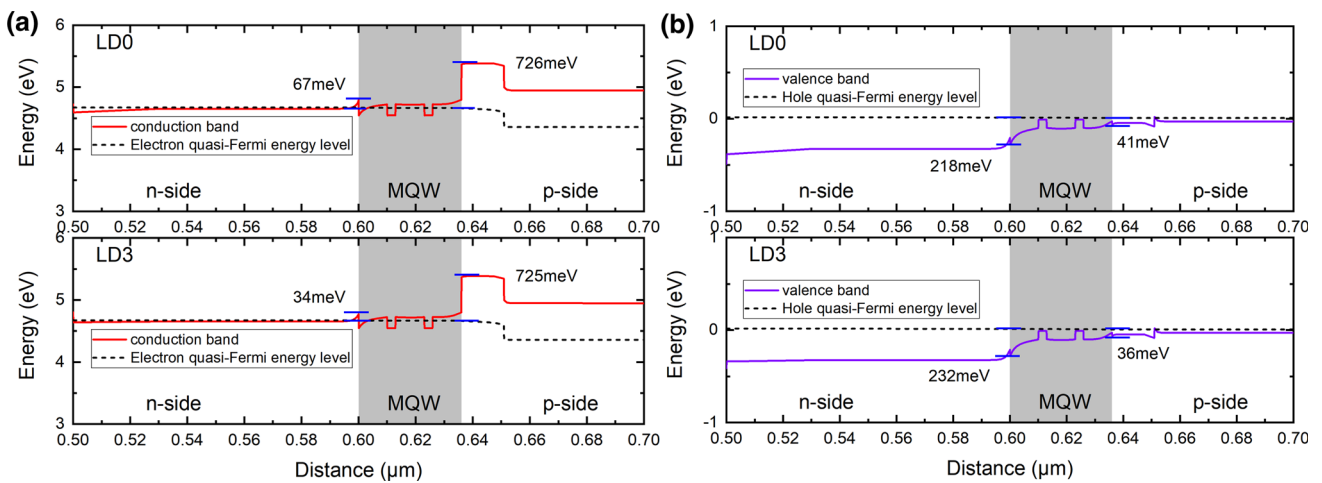 (a)
6
LD0
726meV
5
67meV
conduction band
4
Electron quasi-Fermi energy level
n-side
MQW
p-side
3
Energy (eV)
0.50 0.52 0.54 0.56 0.58 0.60 0.62 0.64 0.66 0.68 0.70
6
LD3
725meV
34meV
5
conduction band
4
Electron quasi-Fermi energy level
n-side
MQW
p-side
3
Energy (eV)
0.50 0.52 0.54 0.56 0.58 0.60 0.62 0.64 0.66 0.68 0.70
Distance (μm)
(b)
1
LD0
valence band
Hole quasi-Fermi energy level
0
41meV
218meV
n-side
MQW
p-side
-1
Energy (eV)
0.50 0.52 0.54 0.56 0.58 0.60 0.62 0.64 0.66 0.68 0.70
1
LD3
valence band
Hole quasi-Fermi energy level
0
36meV
232meV
n-side
MQW
p-side
-1
Energy (eV)
0.50 0.52 0.54 0.56 0.58 0.60 0.62 0.64 0.66 0.68 0.70
Distance (μm)